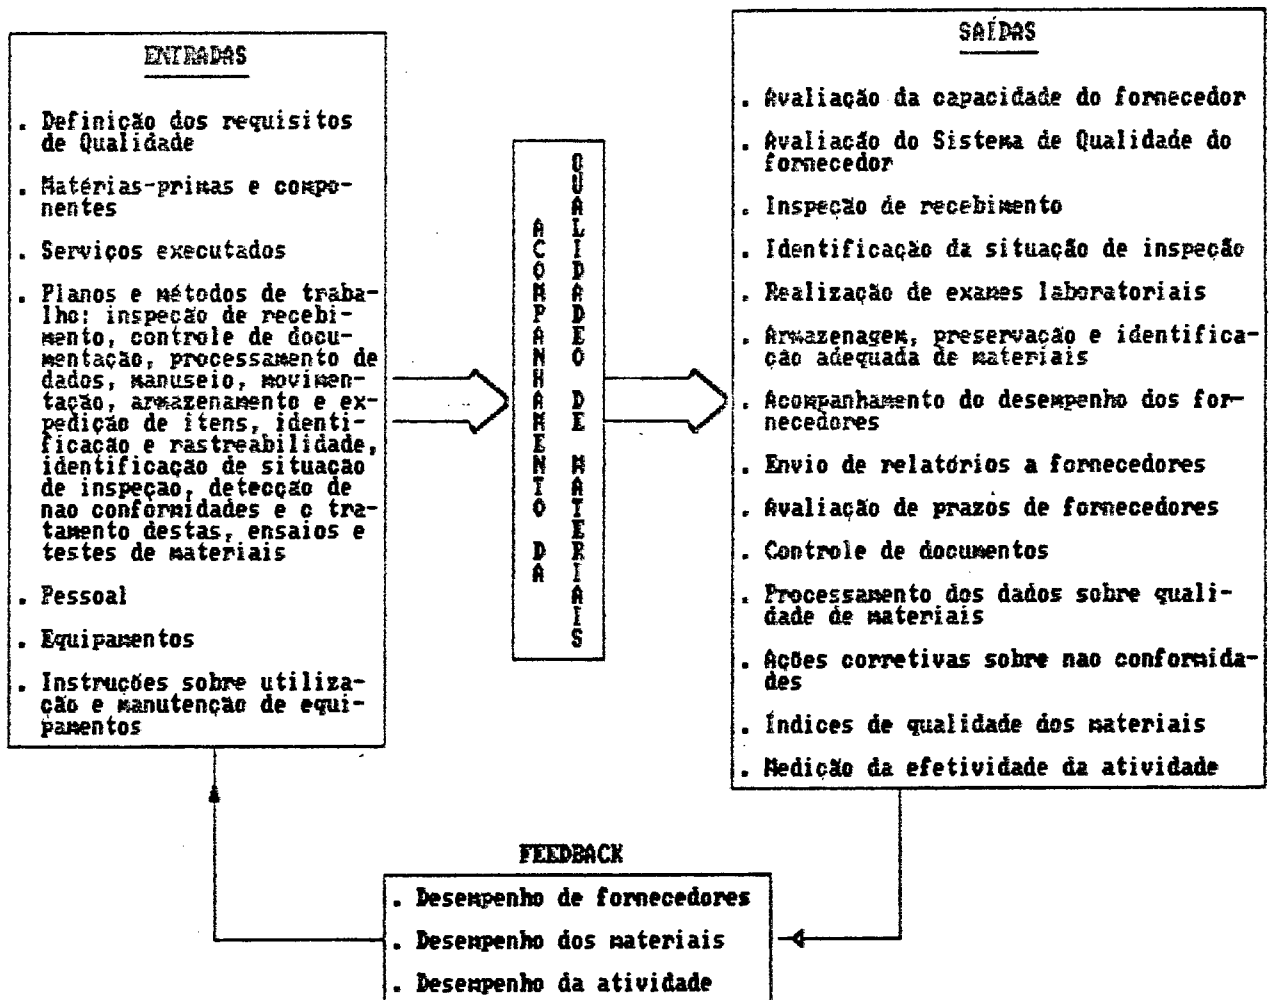 ENTRADAS
. Definição dos requisitos
de Qualidade
. Matérias-primas e compo-
nentes
. Serviços executados
. Planos e métodos de traba-
lho: inspeção de recebi-
mento, controle de docu-
mentação, processamento de
dados, manuseio, movimen-
tação, armazenamento e ex-
pedição de itens, identi-
ficação e rastreabilidade,
identificação de situação
de inspeçao, detecção de
nao conformidades e o tra-
tamento destas, ensaios e
testes de materiais
. Pessoal
. Equipamentos
. Instruções sobre utiliza-
ção e manutenção de equi-
pamentos
ACOMPANHAMENTO DA
QUALIDADEO DE MATERIAIS
SAÍDAS
. Avaliação da capacidade do fornecedor
. Avaliação do Sistema de Qualidade do
fornecedor
. Inspeção de recebimento
. Identificação da situação de inspeção
. Realização de exames laboratoriais
. Armazenagem, preservação e identifica-
ção adequada de materiais
. Acompanhamento do desempenho dos for-
necedores
. Envio de relatórios a fornecedores
. Avaliação de prazos de fornecedores
. Controle de documentos
. Processamento dos dados sobre quali-
dade de materiais
. Ações corretivas sobre nao conformida-
des
. Índices de qualidade dos materiais
. Medição da efetividade da atividade
FEEDBACK
. Desempenho de fornecedores
. Desempenho dos materiais
. Desempenho da atividade